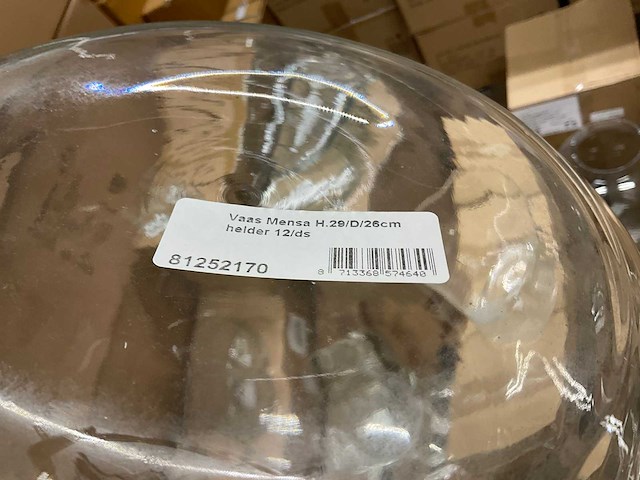 Vaas Mensa H.29/D/26cm
helder 12/ds
81252170
8 713368 574640